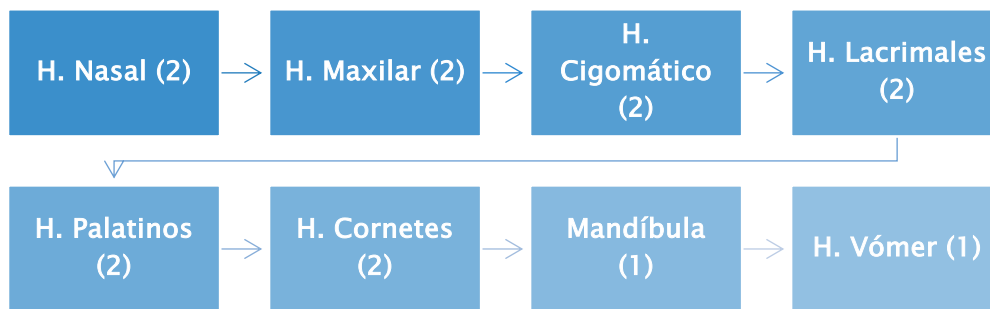 H. Nasal (2)
H. Maxilar (2)
H.
Cigomático
(2)
H. Lacrimales
(2)
H. Palatinos
(2)
H. Cornetes
(2)
Mandíbula
(1)
H. Vómer (1)